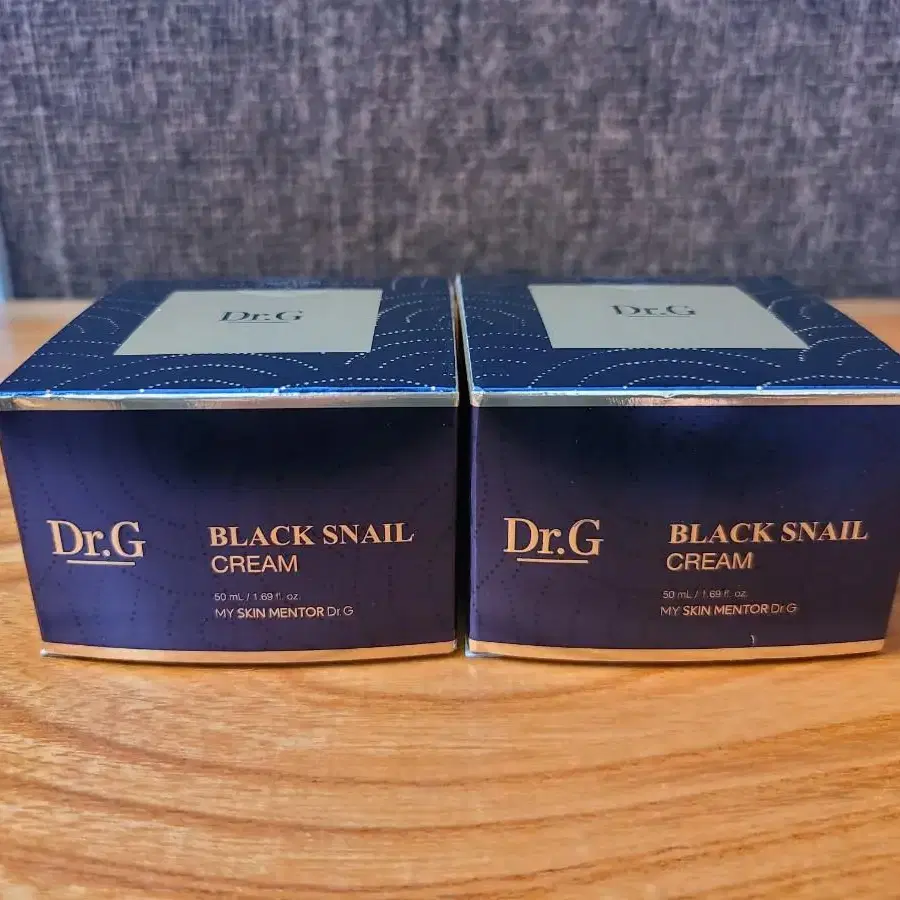 Dr.G
Dr.G
Dr.G
BLACK SNAIL
CREAM
50 mL / 1.69 fl. oz.
MY SKIN MENTOR Dr.G
Dr.G
BLACK SNAIL
CREAM
50 mL / 1.69 fl. oz.
MY SKIN MENTOR Dr.G